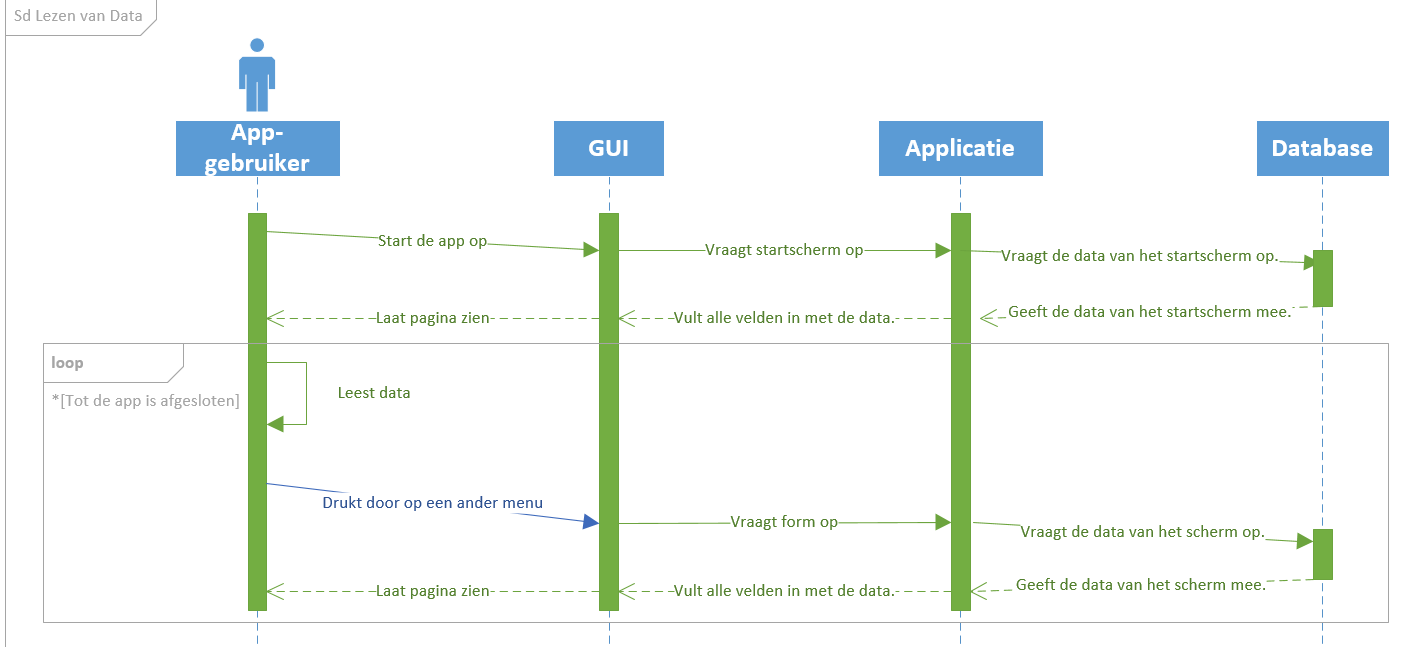 Sd Lezen van Data
App-
gebruiker
GUI
Applicatie
Database
Start de app op
Vraagt startscherm op
Vraagt de data van het startscherm op.
Geeft de data van het startscherm mee.
Vult alle velden in met de data.
Laat pagina zien
loop
*[Tot de app is afgesloten]
Leest data
Drukt door op een ander menu
Vraagt form op
Vraagt de data van het scherm op.
Geeft de data van het scherm mee.
Vult alle velden in met de data.
Laat pagina zien